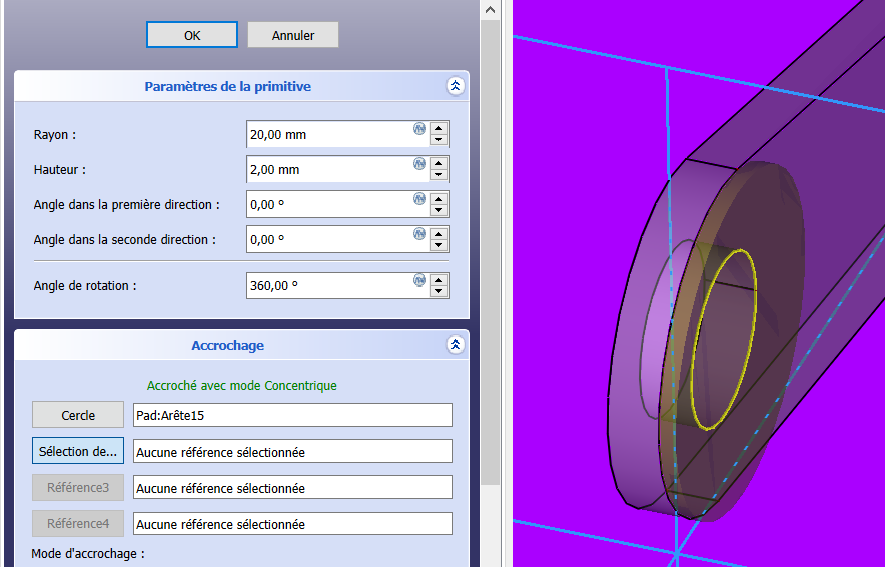 OK
Annuler
Paramètres de la primitive
Rayon :
20,00 mm
Hauteur :
2,00 mm
Angle dans la première direction :
0,00 º
Angle dans la seconde direction :
0,00 º
Angle de rotation :
360,00 º
Accrochage
Accroché avec mode Concentrique
Cercle
Pad:Arête15
Sélection de...
Aucune référence sélectionnée
Référence3
Aucune référence sélectionnée
Référence4
Aucune référence sélectionnée
Mode d'accrochage :